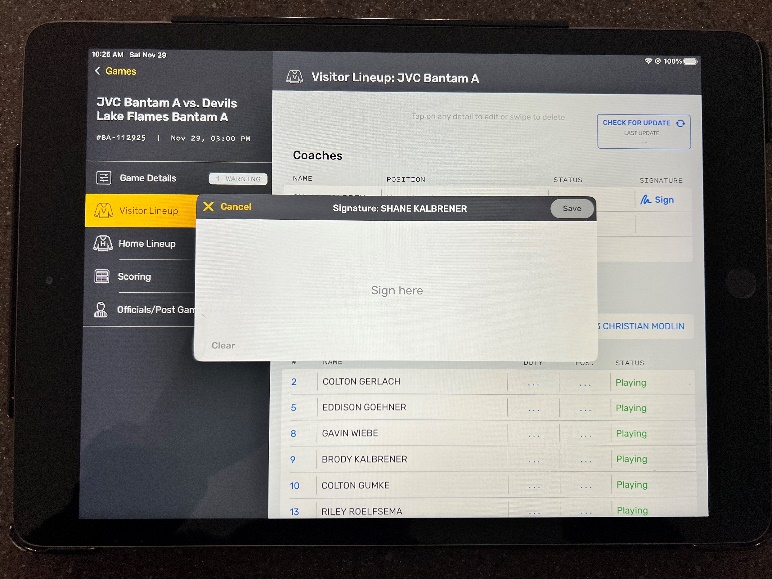 10:26 AM Sat Nov 29
100%
Games
JVC Bantam A vs. Devils
Lake Flames Bantam A
#BA-112925 | Nov 29, 03:00 PM
Game Details
1 WARNING
Visitor Lineup
Home Lineup
Scoring
Officials/Post Gam
Visitor Lineup: JVC Bantam A
Tap on any detail to edit or swipe to delete
CHECK FOR UPDATE
LAST UPDATE
Coaches
NAME POSITION STATUS SIGNATURE
Sign
Cancel
Signature: SHANE KALBRENER
Save
Sign here
Clear
CHRISTIAN MODLIN
# NAME DUTY POS. STATUS
2 COLTON GERLACH ... ... Playing
5 EDDISON GOEHNER ... ... Playing
8 GAVIN WIEBE ... ... Playing
9 BRODY KALBRENER ... ... Playing
10 COLTON GUMKE ... ... Playing
13 RILEY ROELFSEMA ... ... Playing